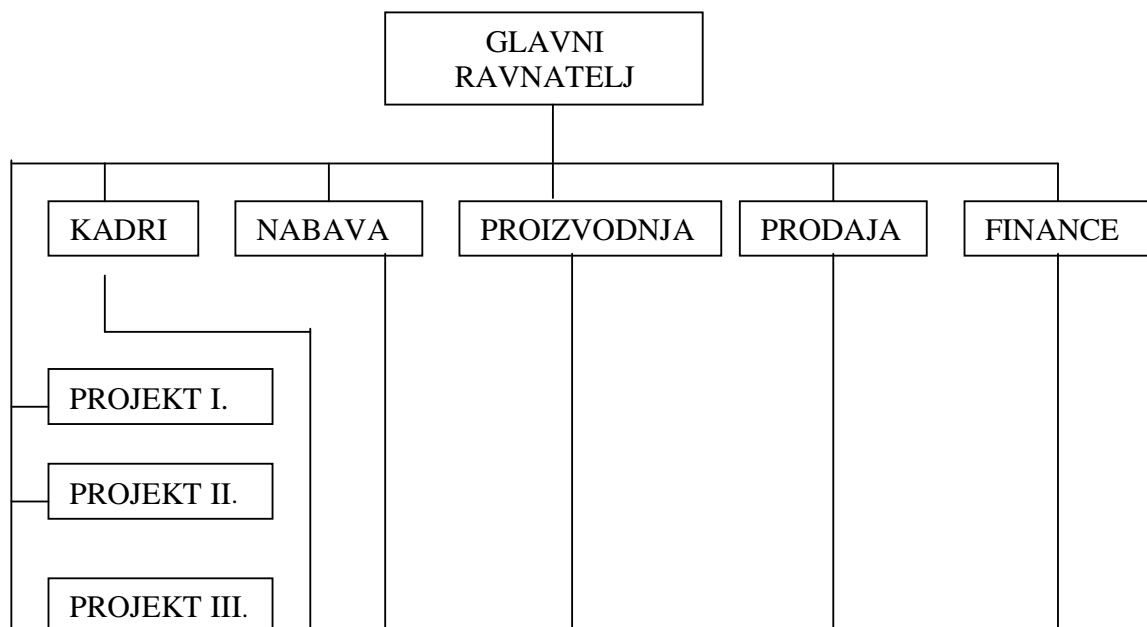 GLAVNI
RAVNATELJ
KADRI
NABAVA
PROIZVODNJA
PRODAJA
FINANCE
PROJEKT I.
PROJEKT II.
PROJEKT III.